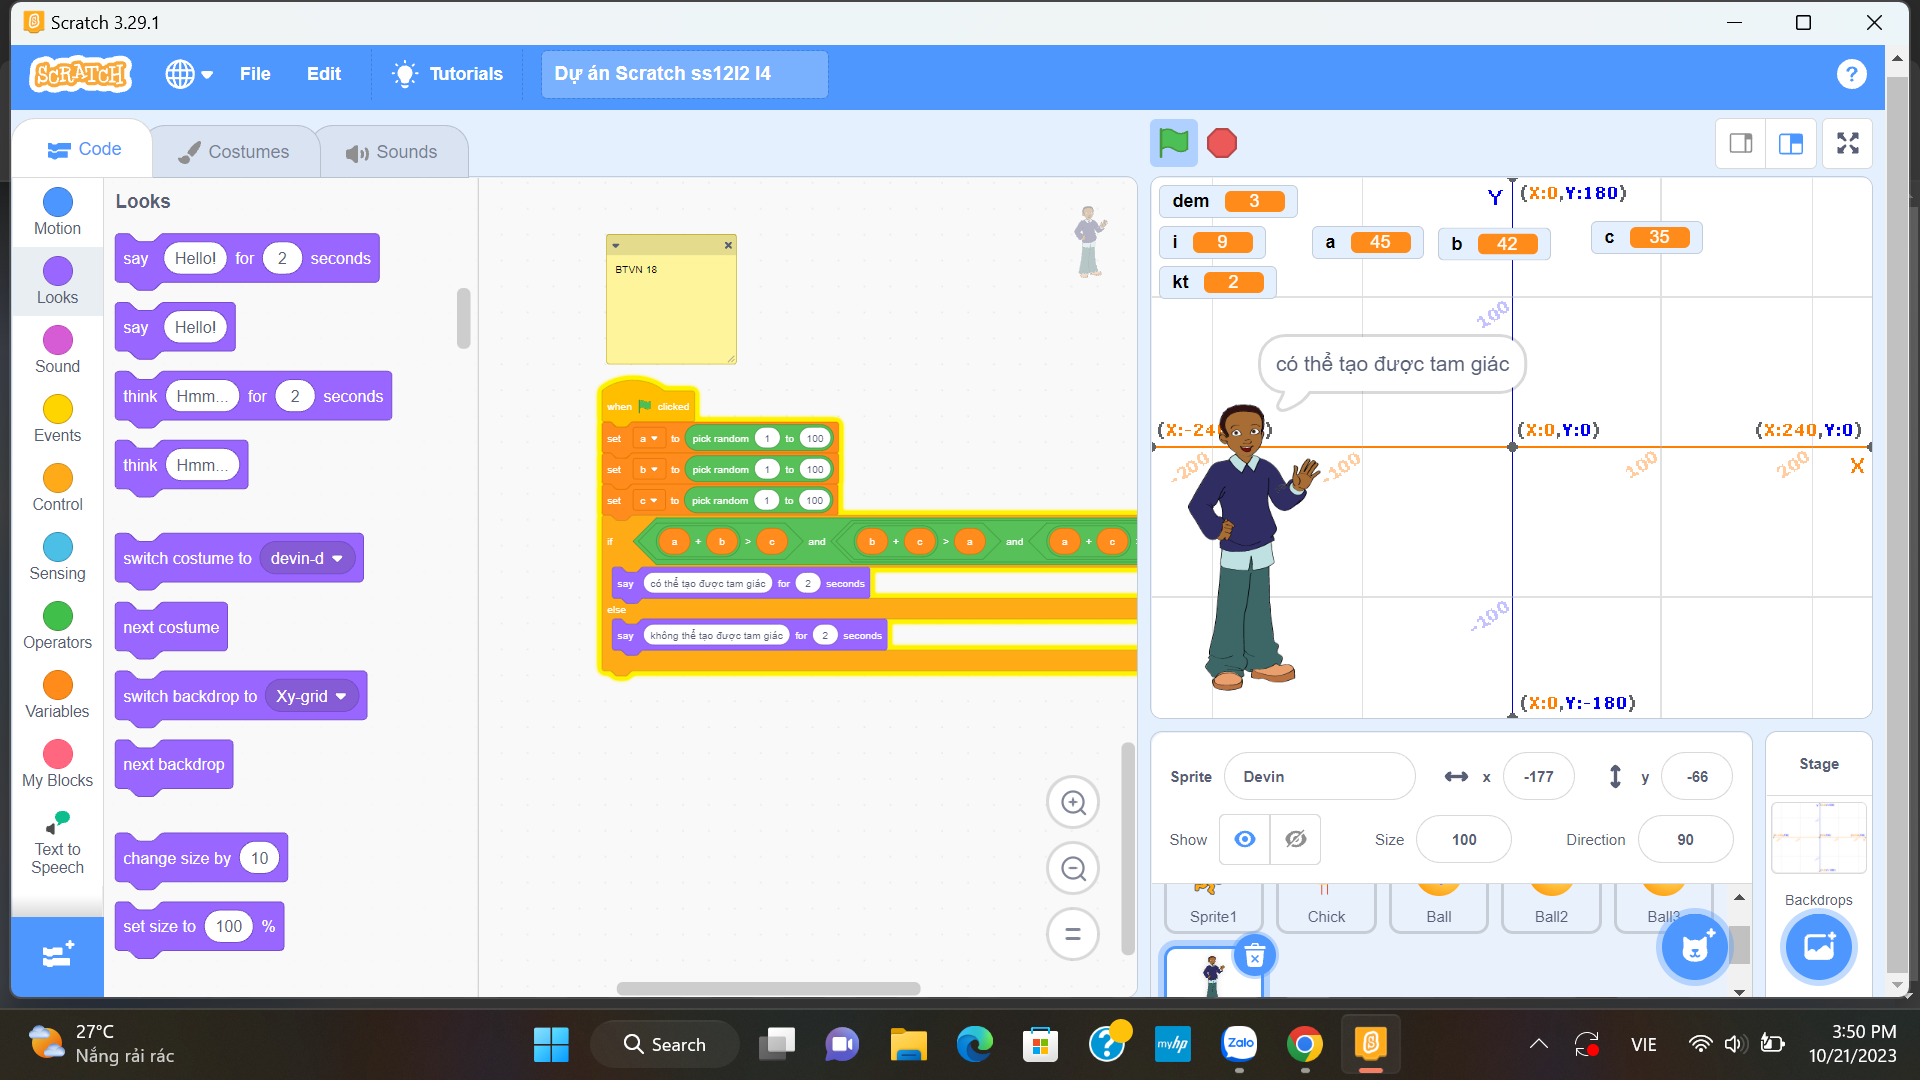 Scratch 3.29.1
SCRATCH
File
Edit
Tutorials
Dự án Scratch ss12l2 l4
?
Code
Costumes
Sounds
Motion
Looks
Sound
Events
Control
Sensing
Operators
Variables
My Blocks
Text to
Speech
Looks
say Hello! for 2 seconds
say Hello!
think Hmm... for 2 seconds
think Hmm...
switch costume to devin-d
next costume
switch backdrop to Xy-grid
next backdrop
change size by 10
set size to 100 %
BTVN 18
when clicked
set a to pick random 1 to 100
set b to pick random 1 to 100
set c to pick random 1 to 100
if a + b > c and b + c > a and a + c
say có thể tạo được tam giác for 2 seconds
else
say không thể tạo được tam giác for 2 seconds
dem 3
i 9
a 45
b 42
c 35
kt 2
Y
(X:0,Y:180)
100
có thể tạo được tam giác
(X:-24
)
(X:0,Y:0)
(X:240,Y:0)
-200
-100
100
200
X
-100
(X:0,Y:-180)
Sprite Devin x -177 y -66
Show Size 100 Direction 90
Sprite1
Chick
Ball
Ball2
Ball3
Stage
Backdrops
27°C
Nắng rải rác
Search
myhp
Zalo
VIE
3:50 PM
10/21/2023